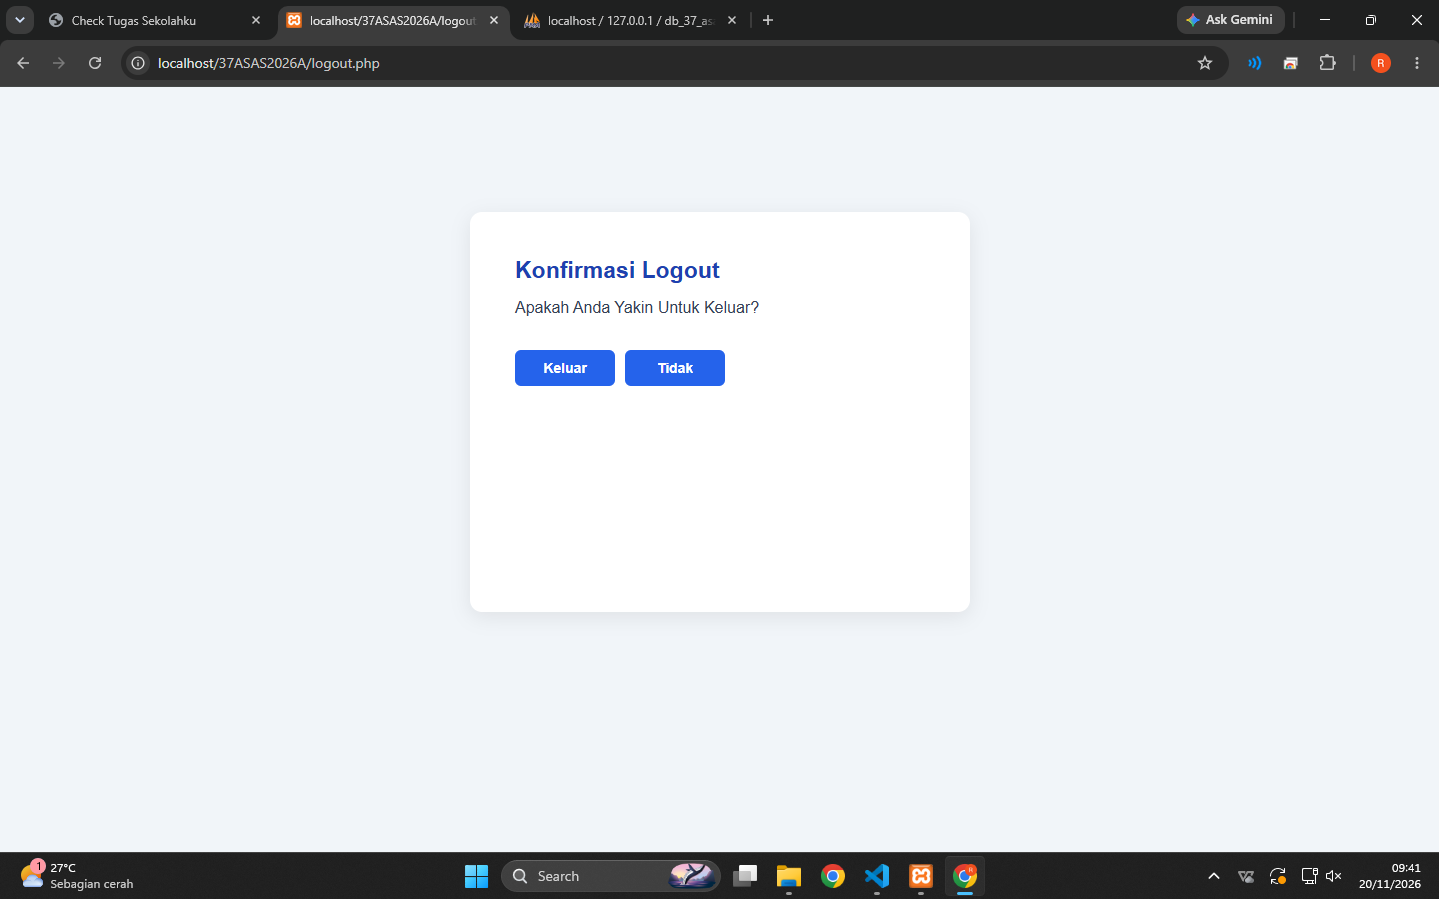 Check Tugas Sekolahku
localhost/37ASAS2026A/logout
localhost / 127.0.0.1 / db_37_as
Ask Gemini
localhost/37ASAS2026A/logout.php
R
Konfirmasi Logout
Apakah Anda Yakin Untuk Keluar?
Keluar
Tidak
1
27°C
Sebagian cerah
Search
R
09:41
20/11/2026